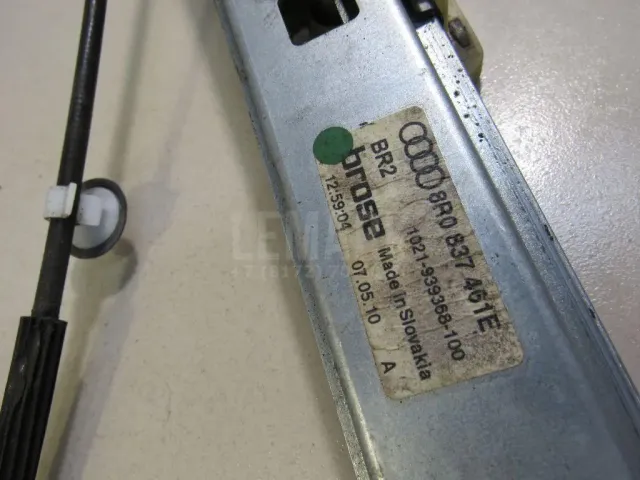 8R0 837 461E
BR2
1021-939368-100
brose
Made in Slovakia
12:59:04
07.05.10
A